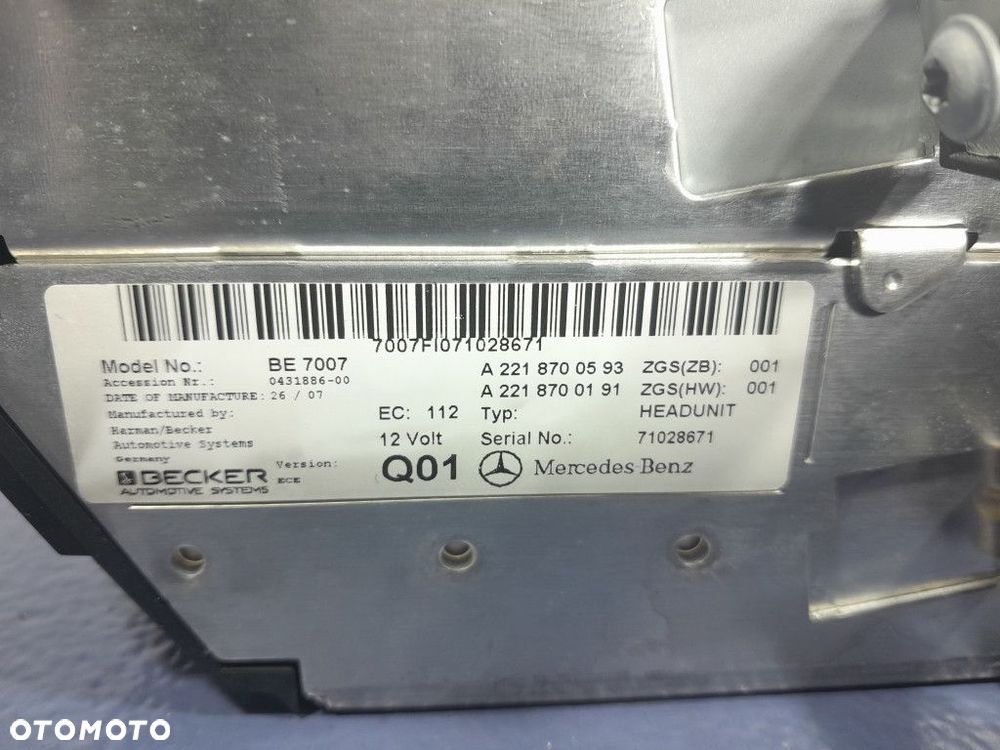 7007FI071028671
Model No.: BE 7007 A 221 870 05 93 ZGS(ZB): 001
Accession Nr.: 0431886-00 A 221 870 01 91 ZGS(HW): 001
DATE OF MANUFACTURE: 26 / 07
Manufactured by: EC: 112 Typ: HEADUNIT
Harman/Becker
Automotive Systems 12 Volt Serial No.: 71028671
Germany
BECKER Version: Q01 Mercedes-Benz
AUTOMOTIVE SYSTEMS ECE
OTOMOTO